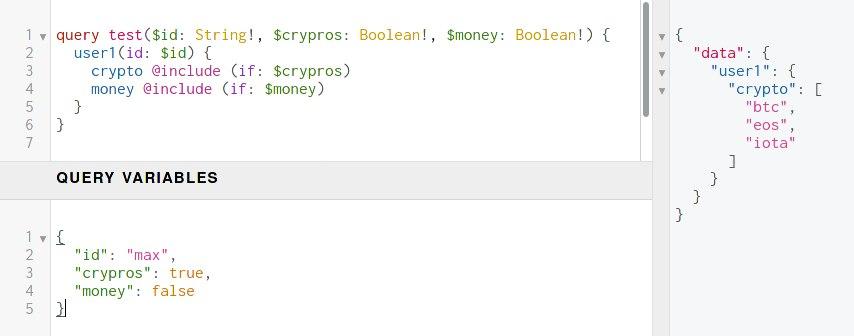 1 query test($id: String!, $crypros: Boolean!, $money: Boolean!) {
2 user1(id: $id) {
3 crypto @include (if: $crypros)
4 money @include (if: $money)
5 }
6 }
7
QUERY VARIABLES
1 {
2 "id": "max",
3 "crypros": true,
4 "money": false
5 }
{
"data": {
"user1": {
"crypto": [
"btc",
"eos",
"iota"
]
}
}
}